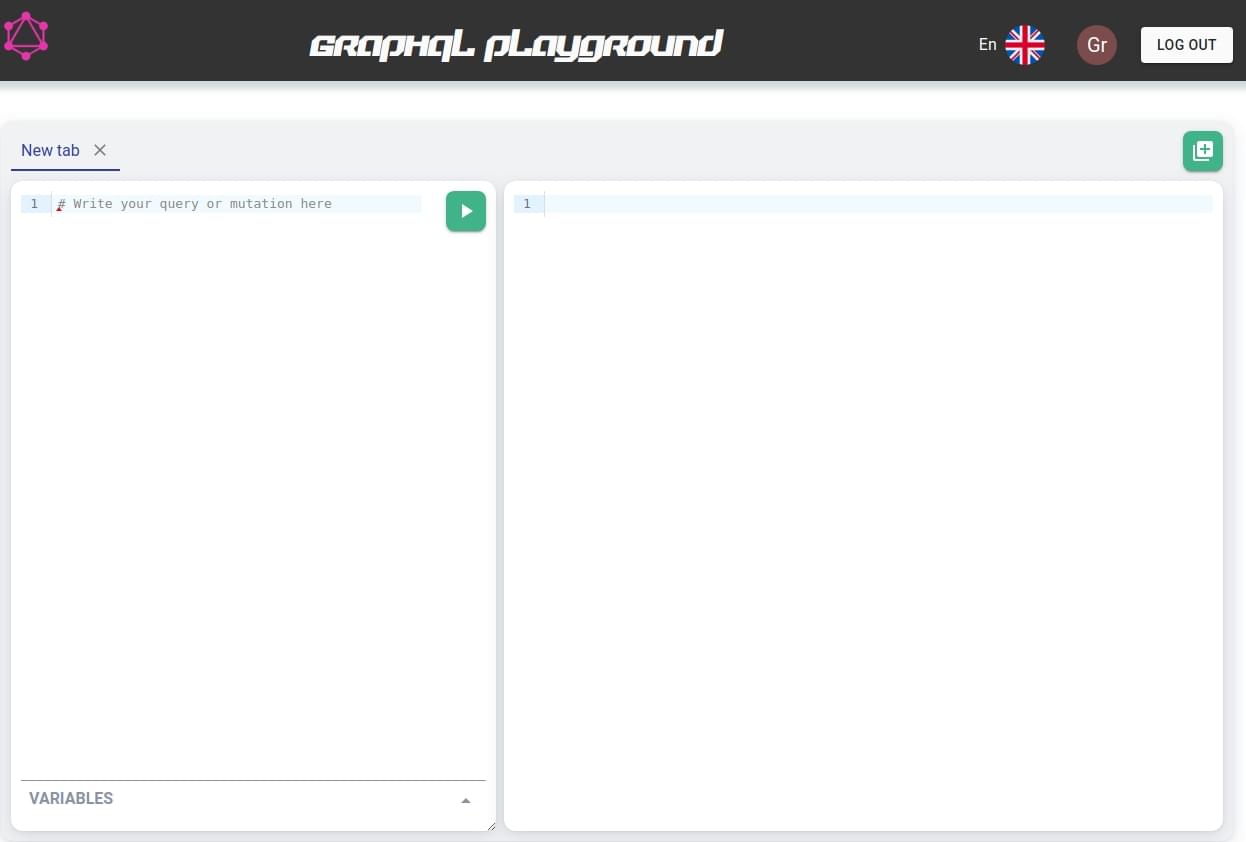 GraphqL pLayground
En
Gr
LOG OUT
New tab
1 # Write your query or mutation here
1
VARIABLES